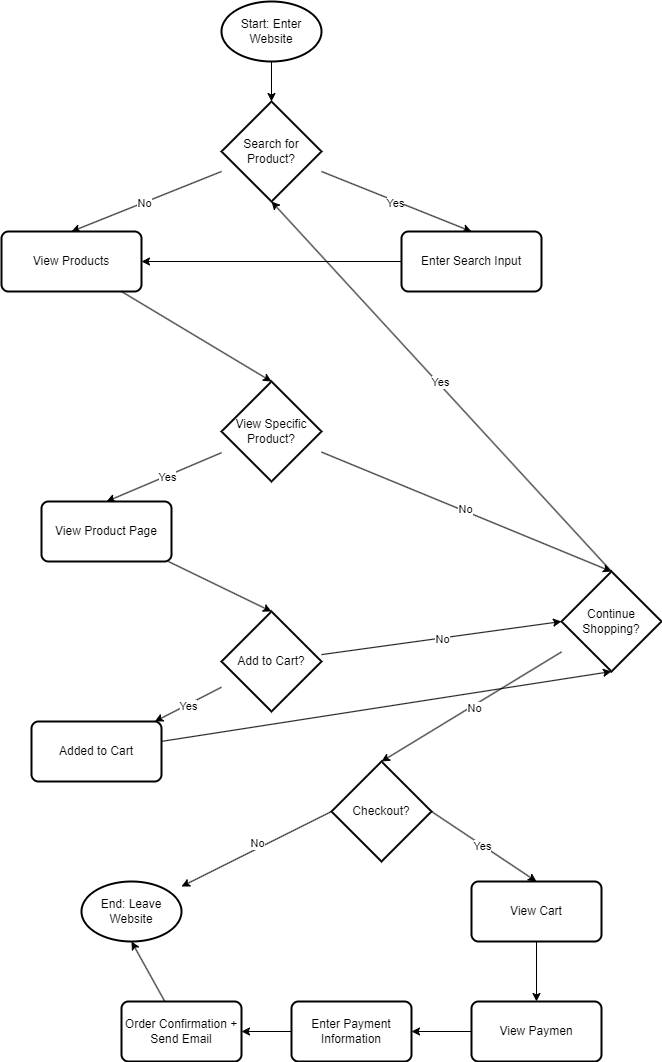 Start: Enter
Website
Search for
Product?
No
Yes
View Products
Enter Search Input
Yes
View Specific
Product?
Yes
No
View Product Page
Continue
Shopping?
No
Add to Cart?
Yes
No
Added to Cart
Checkout?
No
Yes
End: Leave
Website
View Cart
Order Confirmation +
Send Email
Enter Payment
Information
View Paymen